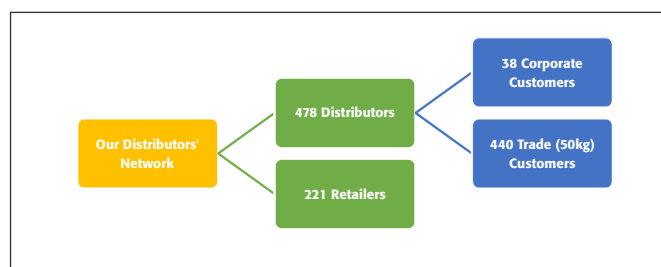 Our Distributors'
Network
478 Distributors
221 Retailers
38 Corporate
Customers
440 Trade (50kg)
Customers